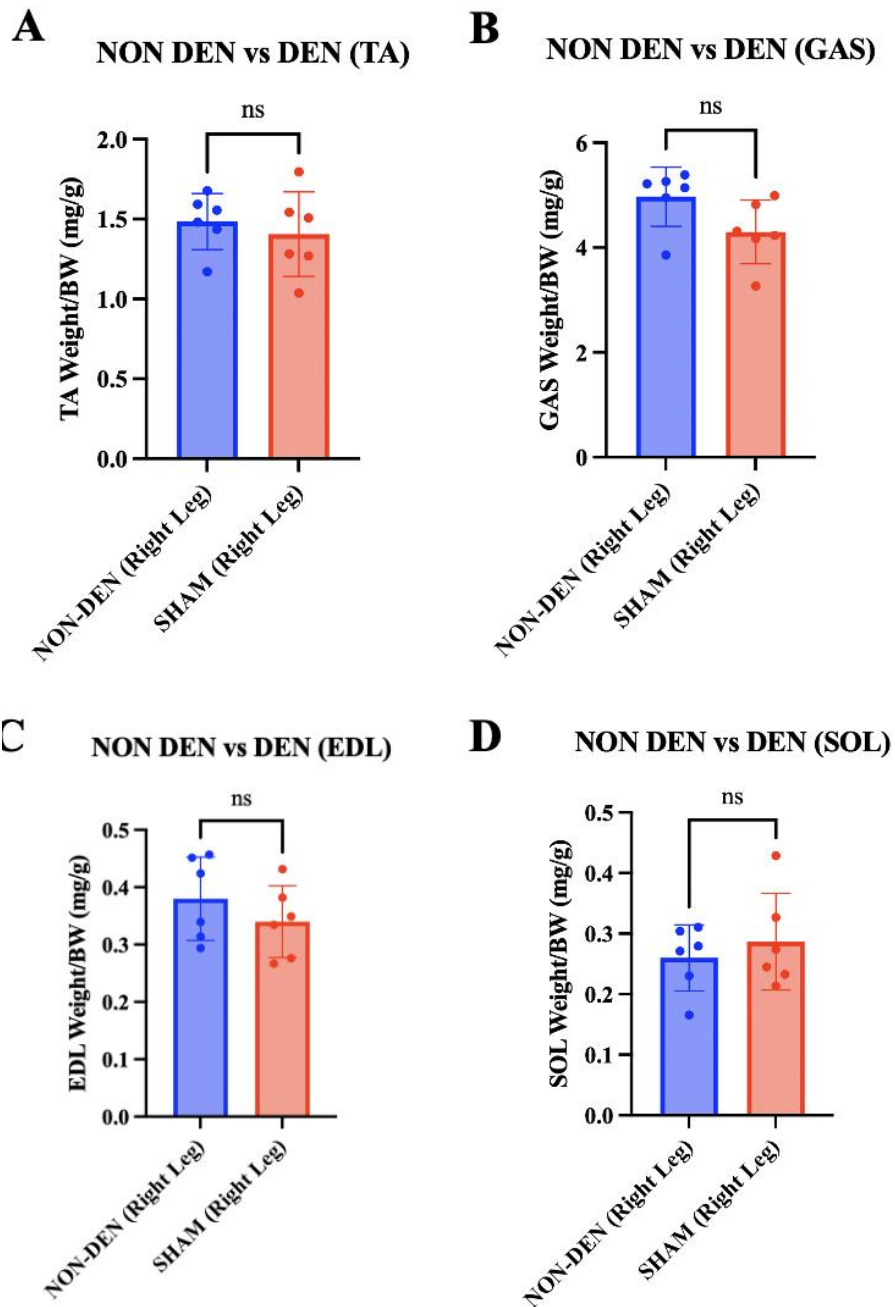 A
NON DEN vs DEN (TA)
ns
TA Weight/BW (mg/g)
2.0
1.5
1.0
0.5
0.0
NON-DEN (Right Leg)
SHAM (Right Leg)
B
NON DEN vs DEN (GAS)
ns
GAS Weight/BW (mg/g)
6
4
2
0
NON-DEN (Right Leg)
SHAM (Right Leg)
C
NON DEN vs DEN (EDL)
ns
EDL Weight/BW (mg/g)
0.5
0.4
0.3
0.2
0.1
0.0
NON-DEN (Right Leg)
SHAM (Right Leg)
D
NON DEN vs DEN (SOL)
ns
SOL Weight/BW (mg/g)
0.5
0.4
0.3
0.2
0.1
0.0
NON-DEN (Right Leg)
SHAM (Right Leg)